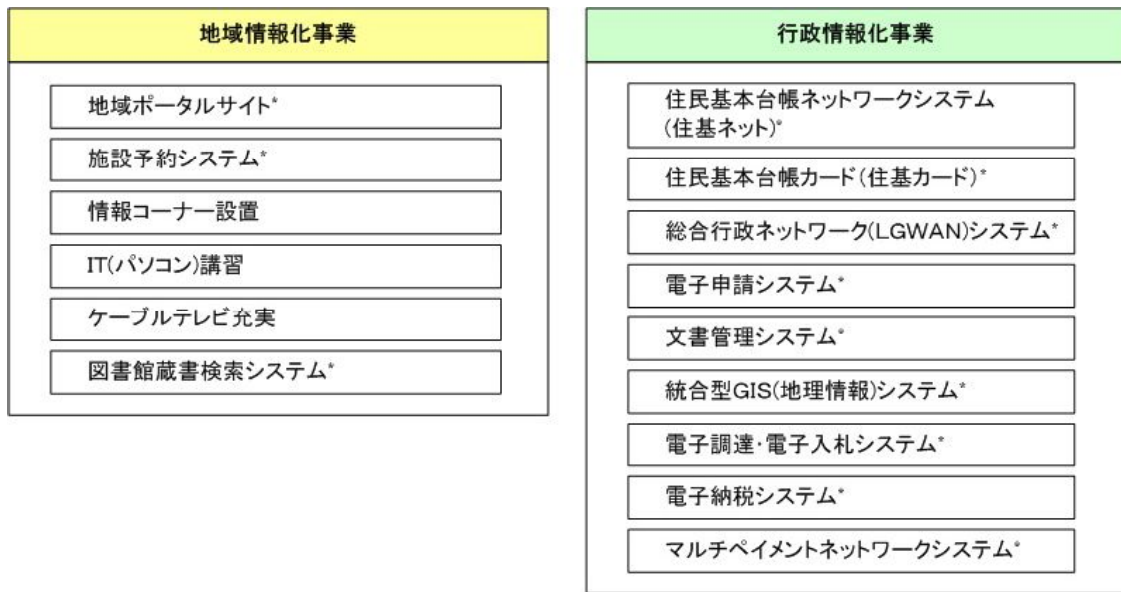 地域情報化事業
地域ポータルサイト*
施設予約システム*
情報コーナー設置
IT(パソコン)講習
ケーブルテレビ充実
図書館蔵書検索システム*
行政情報化事業
住民基本台帳ネットワークシステム
(住基ネット)*
住民基本台帳カード(住基カード)*
総合行政ネットワーク(LGWAN)システム*
電子申請システム*
文書管理システム*
統合型GIS(地理情報)システム*
電子調達・電子入札システム*
電子納税システム*
マルチペイメントネットワークシステム*